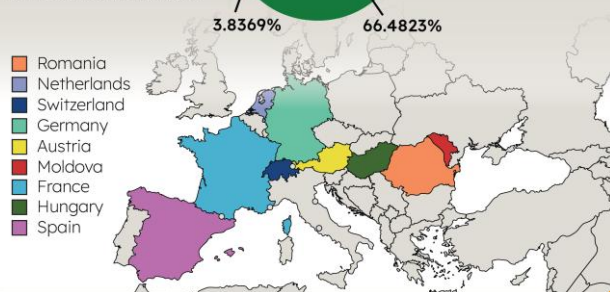 3.8369%
66.4823%
Romania
Netherlands
Switzerland
Germany
Austria
Moldova
France
Hungary
Spain